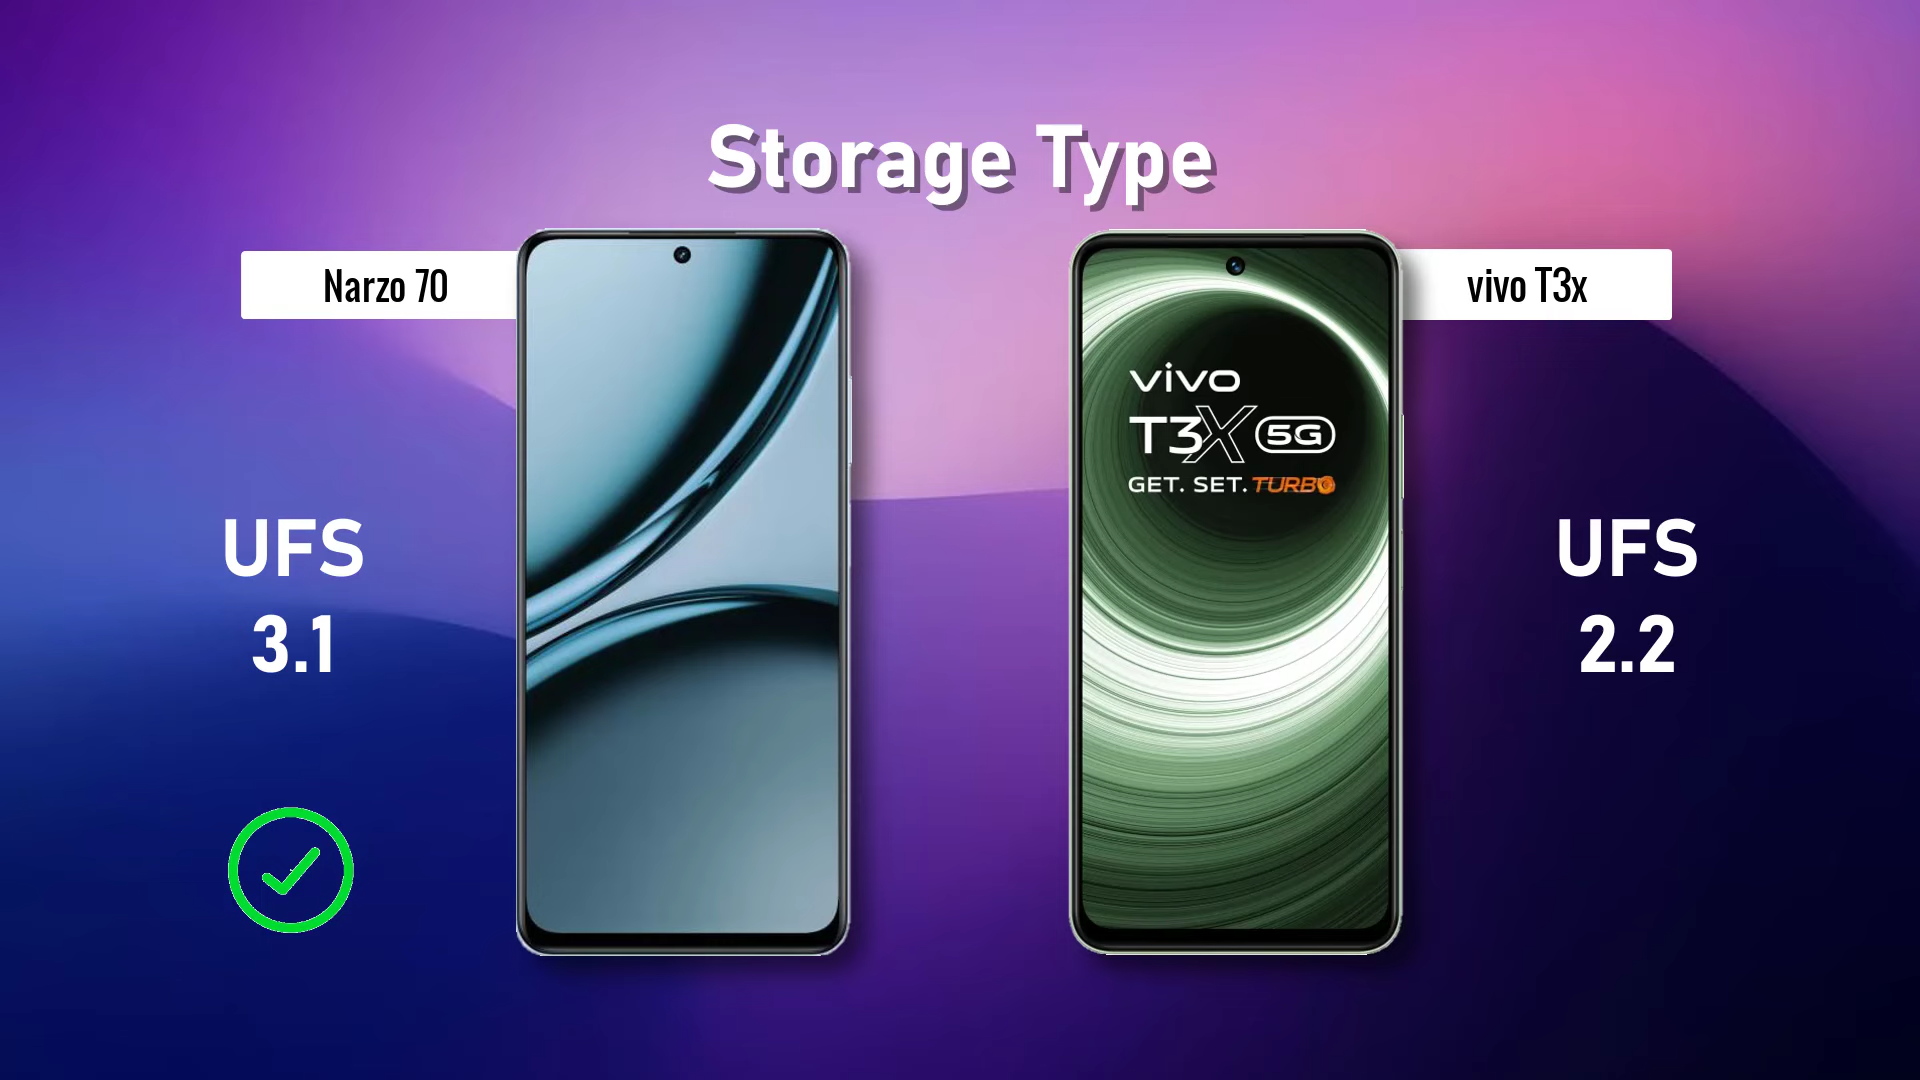 Storage Type
Narzo 70
vivo T3x
vivo
T3X 5G
GET. SET. TURBO
UFS
3.1
UFS
2.2